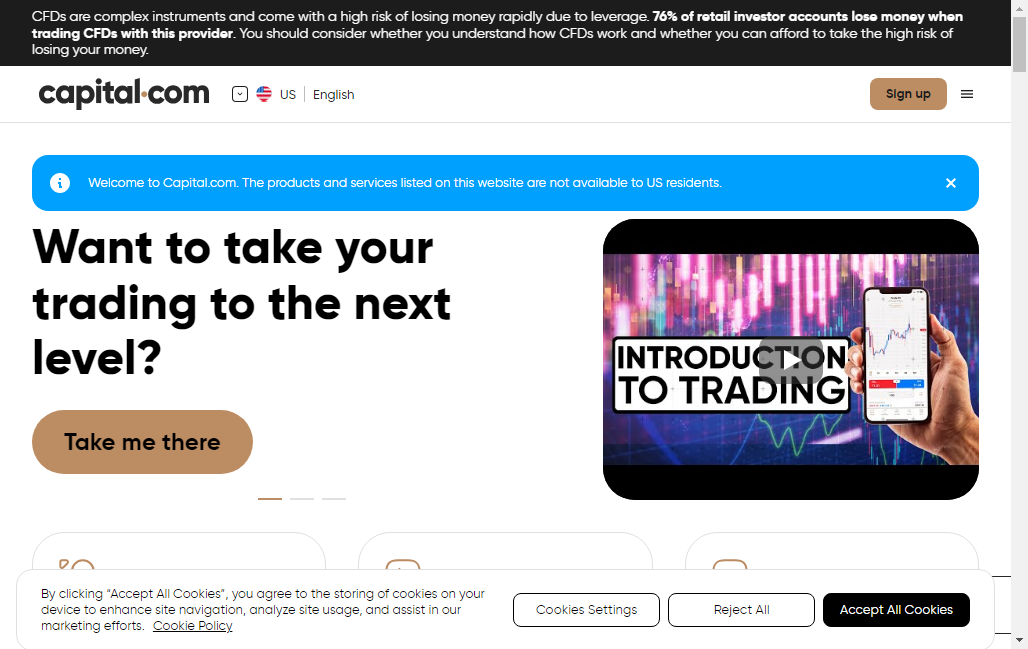 CFDs are complex instruments and come with a high risk of losing money rapidly due to leverage. 76% of retail investor accounts lose money when
trading CFDs with this provider. You should consider whether you understand how CFDs work and whether you can afford to take the high risk of
losing your money.
capital.com
US
English
Sign up
Welcome to Capital.com. The products and services listed on this website are not available to US residents.
Want to take your
trading to the next
level?
INTRODUCTION
TO TRADING
Take me there
By clicking “Accept All Cookies”, you agree to the storing of cookies on your
device to enhance site navigation, analyze site usage, and assist in our
marketing efforts. Cookie Policy
Cookies Settings
Reject All
Accept All Cookies